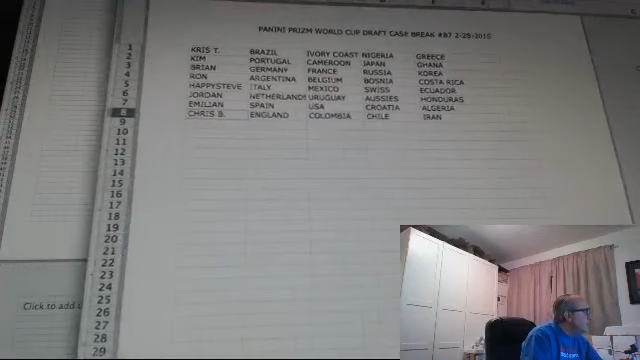 PANINI PRIZM WORLD CUP DRAFT CASE BREAK #87 2-28-2015
1 KRIS T. BRAZIL IVORY COAST NIGERIA GREECE
2 KIM PORTUGAL CAMEROON JAPAN GHANA
3 BRIAN GERMANY FRANCE RUSSIA KOREA
4 RON ARGENTINA BELGIUM BOSNIA COSTA RICA
5 HAPPYSTEVE ITALY MEXICO SWISS ECUADOR
6 JORDAN NETHERLANDS URUGUAY AUSSIES HONDURAS
7 EMILIAN SPAIN USA CROATIA ALGERIA
8 CHRIS B. ENGLAND COLOMBIA CHILE IRAN
9
10
11
12
13
14
15
16
17
18
19
20
21
22
23
24
25
26
27
28
29
Click to add